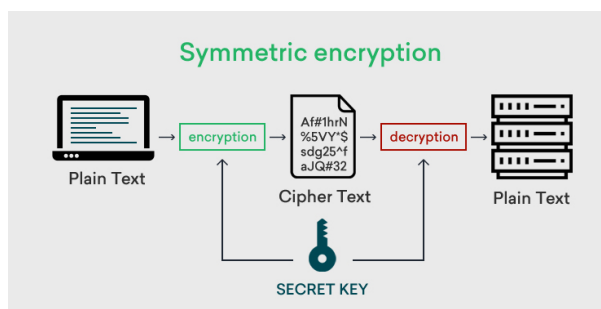 Symmetric encryption
Plain Text
encryption
Af#1hrN
%5VY*$
sdg25^f
aJQ#32
Cipher Text
decryption
Plain Text
SECRET KEY